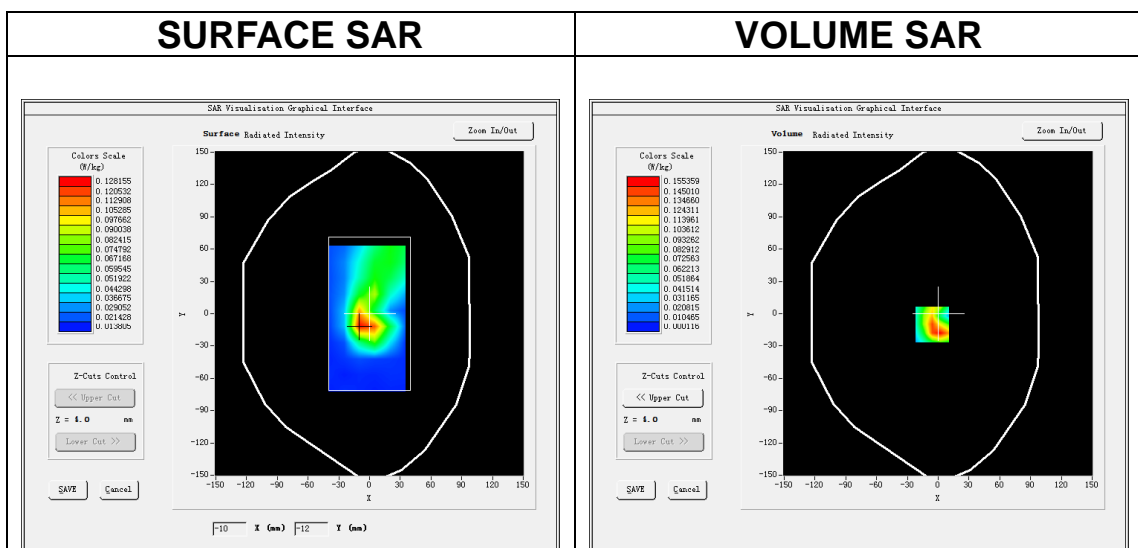 SURFACE SAR
VOLUME SAR
SAR Visualisation Graphical Interface
Surface Radiated Intensity
Zoom In/Out
Colors Scale
(W/kg)
0.128155
0.120532
0.112908
0.105285
0.097662
0.090038
0.082415
0.074792
0.067168
0.059545
0.051922
0.044298
0.036675
0.029052
0.021428
0.013805
Z-Cuts Control
<< Upper Cut
Z = 4.0 mm
Lower Cut >>
SAVE
Cancel
150
120
90
60
30
0
-30
-60
-90
-120
-150
Y
-150 -120 -90 -60 -30 0 30 60 90 120 150
X
-10 X (mm) -12 Y (mm)
SAR Visualisation Graphical Interface
Volume Radiated Intensity
Zoom In/Out
Colors Scale
(W/kg)
0.155359
0.145010
0.134660
0.124311
0.113961
0.103612
0.093262
0.082912
0.072563
0.062213
0.051864
0.041514
0.031165
0.020815
0.010465
0.000116
Z-Cuts Control
<< Upper Cut
Z = 4.0 mm
Lower Cut >>
SAVE
Cancel
150
120
90
60
30
0
-30
-60
-90
-120
-150
Y
-150 -120 -90 -60 -30 0 30 60 90 120 150
X